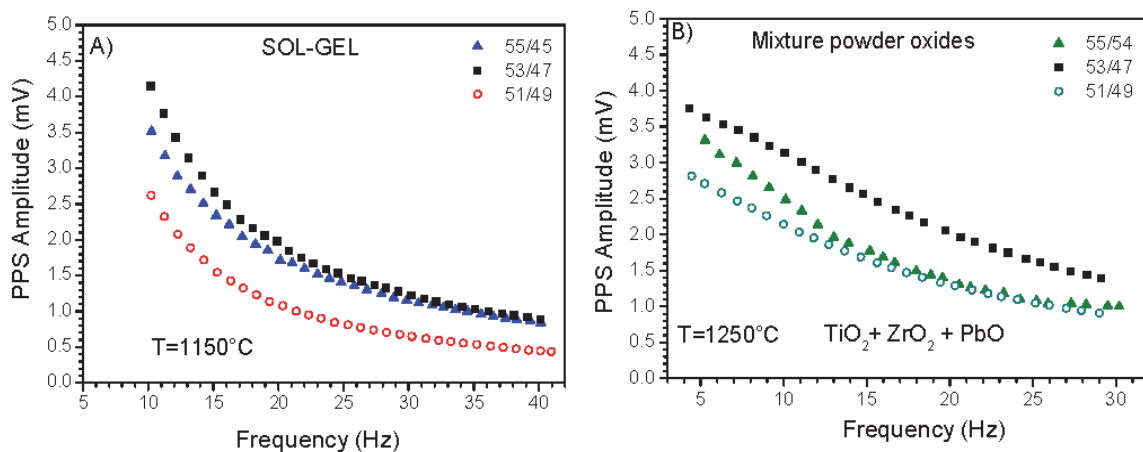 A)
SOL-GEL
55/45
53/47
51/49
5.0
4.5
4.0
3.5
3.0
2.5
2.0
1.5
1.0
0.5
0.0
PPS Amplitude (mV)
T=1150°C
5 10 15 20 25 30 35 40
Frequency (Hz)
B)
Mixture powder oxides
55/54
53/47
51/49
5.0
4.5
4.0
3.5
3.0
2.5
2.0
1.5
1.0
0.5
0.0
PPS Amplitude (mV)
T=1250°C TiO₂+ ZrO₂ + PbO
5 10 15 20 25 30
Frequency (Hz)